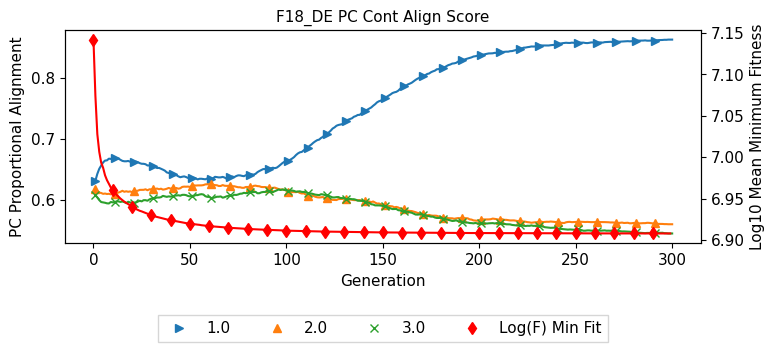 F18_DE PC Cont Align Score
PC Proportional Alignment
0.8
0.7
0.6
7.15
7.10
7.05
7.00
6.95
6.90
Log10 Mean Minimum Fitness
0 50 100 150 200 250 300
Generation
1.0 2.0 3.0 Log(F) Min Fit